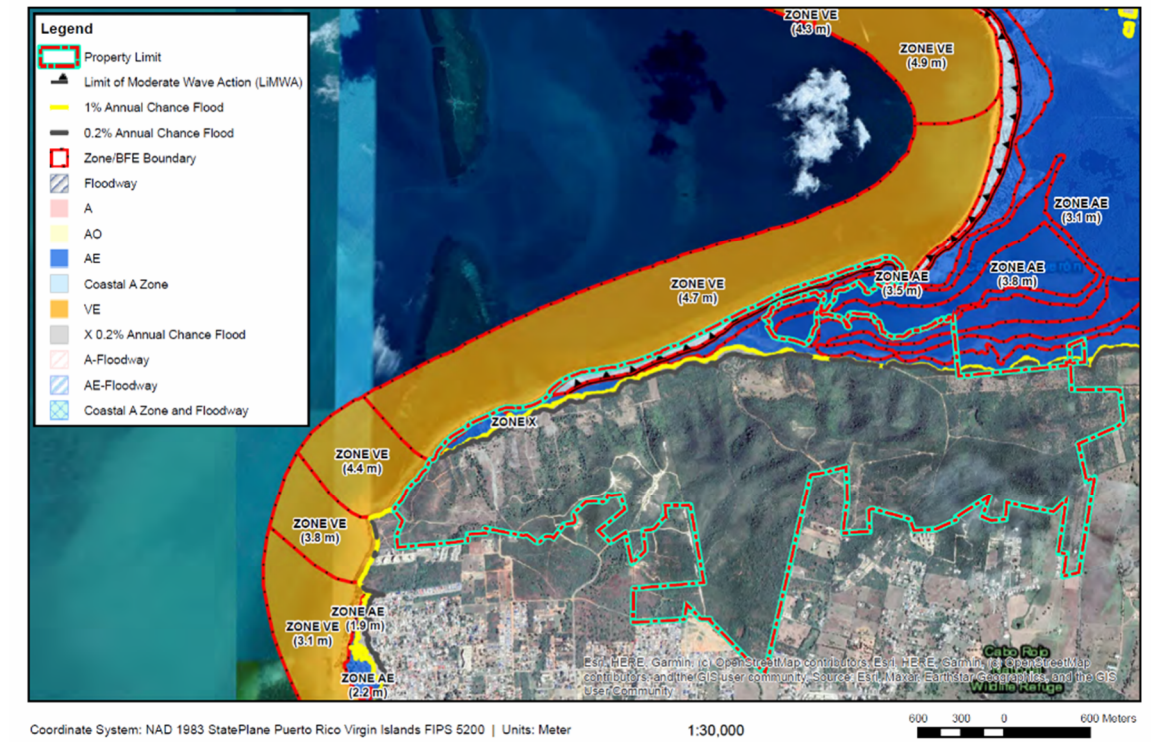 Legend
Property Limit
Limit of Moderate Wave Action (LiMWA)
1% Annual Chance Flood
0.2% Annual Chance Flood
Zone/BFE Boundary
Floodway
A
AO
AE
Coastal A Zone
VE
X 0.2% Annual Chance Flood
A-Floodway
AE-Floodway
Coastal A Zone and Floodway
ZONE VE
(4.3 m)
ZONE VE
(4.9 m)
ZONE AE
(3.1 m)
ZONE AE
(3.8 m)
ZONE AE
(3.5 m)
ZONE VE
(4.7 m)
ZONE X
ZONE VE
(4.4 m)
ZONE VE
(3.8 m)
ZONE AE
(1.9 m)
ZONE VE
(3.1 m)
ZONE AE
(2.2 m)
Cabo Rojo
Wildlife Refuge
Esri, HERE, Garmin, (c) OpenStreetMap contributors, Esri, HERE, Garmin, (c) OpenStreetMap
contributors, and the GIS user community, Source: Esri, Maxar, Earthstar Geographics, and the GIS
User Community
Coordinate System: NAD 1983 StatePlane Puerto Rico Virgin Islands FIPS 5200 | Units: Meter
1:30,000
600 300 0 600 Meters